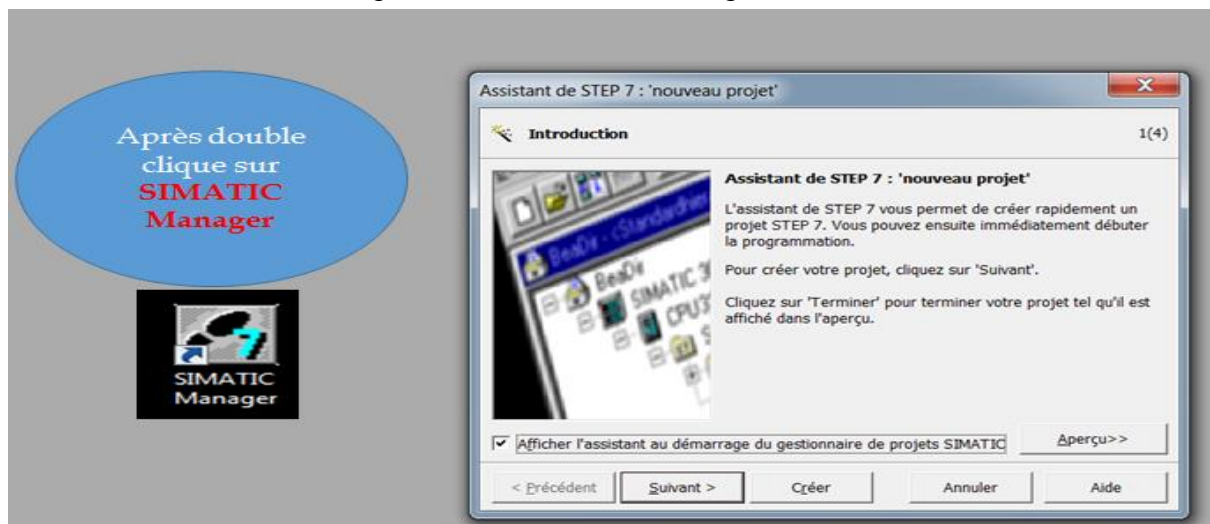 Après double
clique sur
SIMATIC
Manager
SIMATIC
Manager
Assistant de STEP 7 : 'nouveau projet'
Introduction
1(4)
Assistant de STEP 7 : 'nouveau projet'
L'assistant de STEP 7 vous permet de créer rapidement un
projet STEP 7. Vous pouvez ensuite immédiatement débuter
la programmation.
Pour créer votre projet, cliquez sur 'Suivant'.
Cliquez sur 'Terminer' pour terminer votre projet tel qu'il est
affiché dans l'aperçu.
BeaDr
SIMATIC 3
Afficher l'assistant au démarrage du gestionnaire de projets SIMATIC
Aperçu>>
< Précédent
Suivant >
Créer
Annuler
Aide